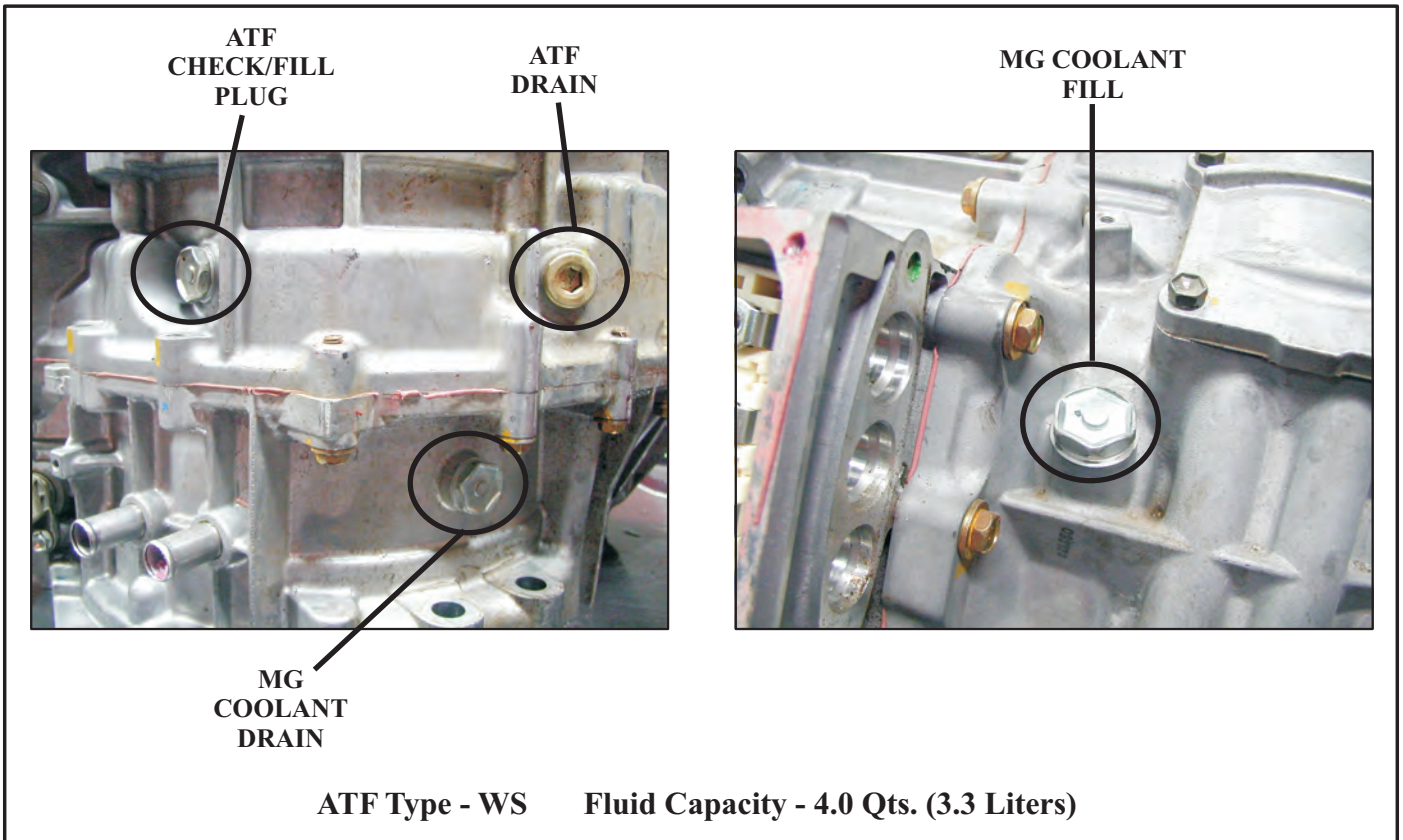 ATF
CHECK/FILL
PLUG
ATF
DRAIN
MG COOLANT
FILL
MG
COOLANT
DRAIN
ATF Type - WS Fluid Capacity - 4.0 Qts. (3.3 Liters)